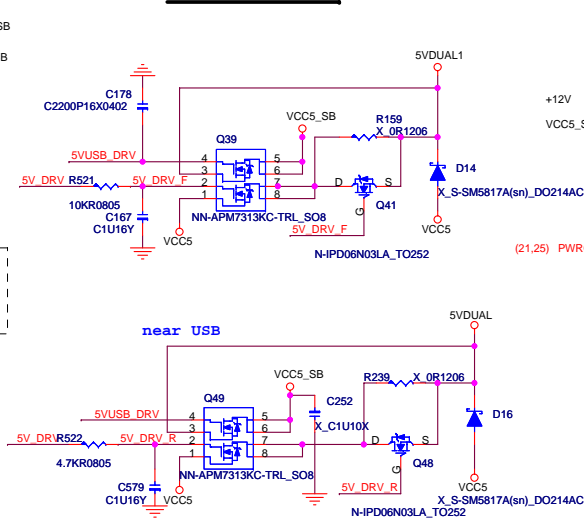 SB
B
5VDUAL1
C178
C2200P16X0402
+12V
VCC5_SB
R159
X_0R1206
VCC5_S
Q39
5VUSB_DRV
4
5
3
6
5V_DRV
R521
5V_DRV_F
2
7
D
S
D14
1
8
G
X_S-SM5817A(sn)_DO214AC
10KR0805
C167
C1U16Y
Q41
NN-APM7313KC-TRL_SO8
VCC5
5V_DRV_F
VCC5
N-IPD06N03LA_TO252
(21,25) PWR
near USB
5VDUAL
VCC5_SB
R239
X_0R1206
Q49
C252
X_C1U10X
5VUSB_DRV
4
5
3
6
D16
5V_DRV
R522
5V_DRV_R
2
7
D
S
1
8
G
4.7KR0805
Q48
NN-APM7313KC-TRL_SO8
C579
C1U16Y
VCC5
5V_DRV_R
VCC5
X_S-SM5817A(sn)_DO214AC
N-IPD06N03LA_TO252